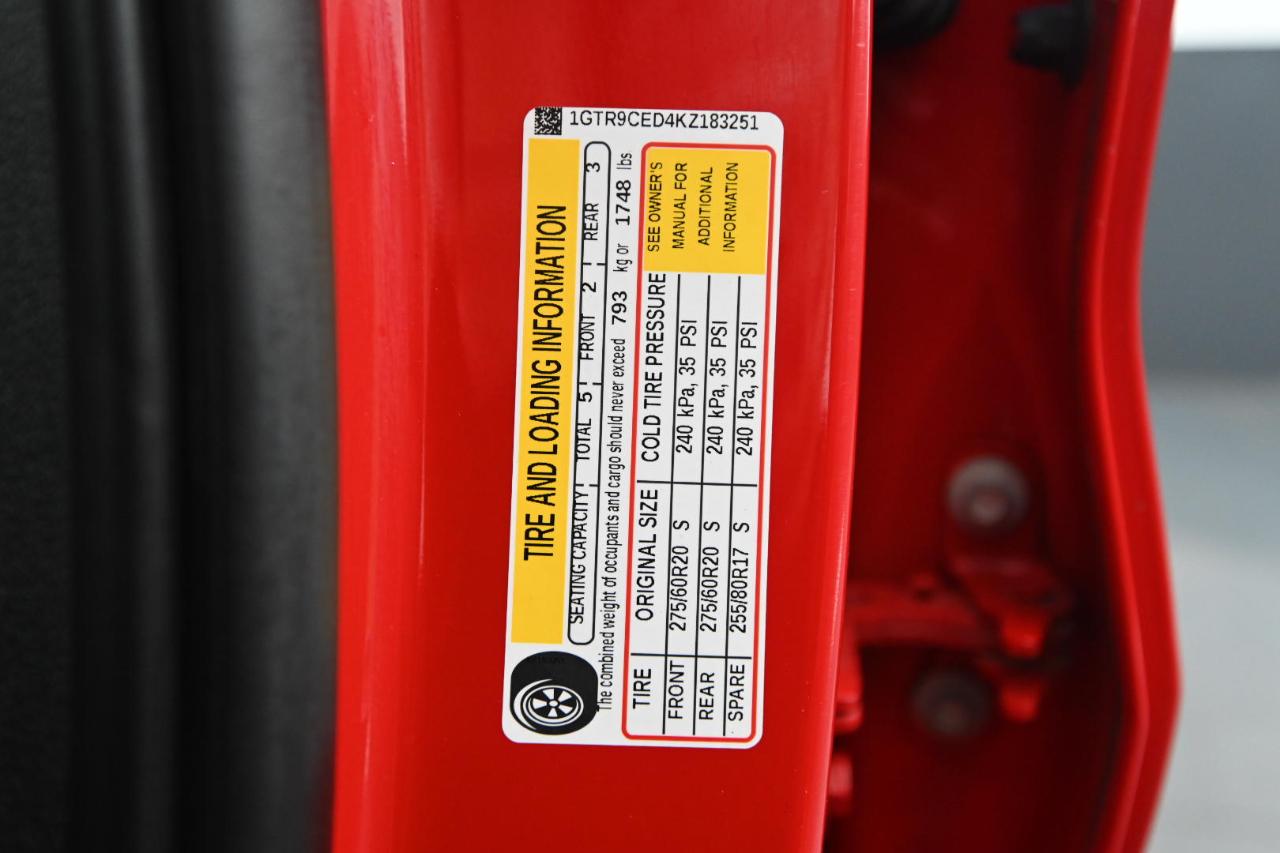 1GTR9CED4KZ183251
TIRE AND LOADING INFORMATION
SEATING CAPACITY TOTAL 5 FRONT 2 REAR 3
The combined weight of occupants and cargo should never exceed 793 kg or 1748 lbs
TIRE ORIGINAL SIZE COLD TIRE PRESSURE
FRONT 275/60R20 S 240 kPa, 35 PSI
REAR 275/60R20 S 240 kPa, 35 PSI
SPARE 255/80R17 S 240 kPa, 35 PSI
SEE OWNER'S
MANUAL FOR
ADDITIONAL
INFORMATION